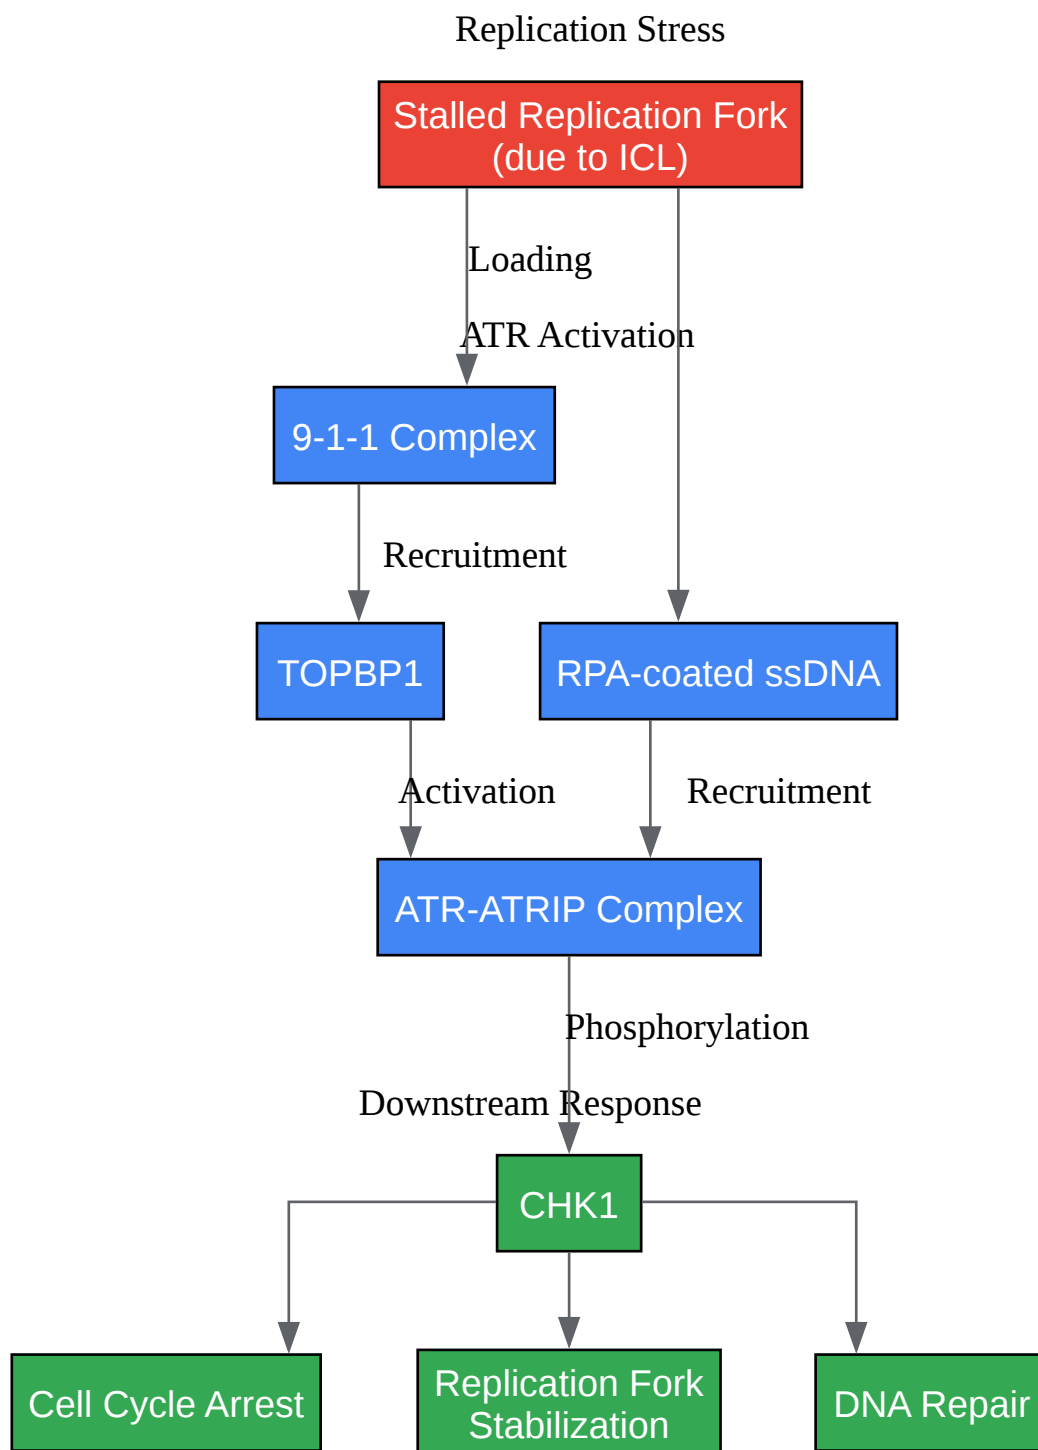 Replication Stress
Stalled Replication Fork
(due to ICL)
Loading
ATR Activation
9-1-1 Complex
Recruitment
TOPBP1
RPA-coated ssDNA
Activation
Recruitment
ATR-ATRIP Complex
Phosphorylation
Downstream Response
CHK1
Cell Cycle Arrest
Replication Fork
Stabilization
DNA Repair